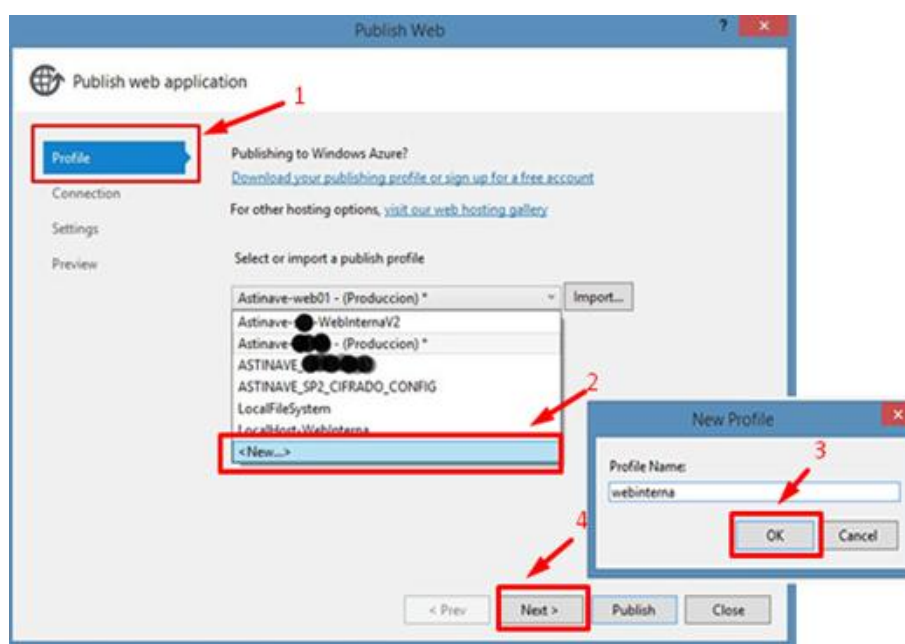 Publish Web
?
Publish web application
1
Profile
Connection
Settings
Preview
Publishing to Windows Azure?
Download your publishing profile or sign up for a free account
For other hosting options, visit our web hosting gallery
Select or import a publish profile
Astinave-web01 - (Produccion) *
Import...
Astinave- -WebInternaV2
Astinave- - (Produccion) *
ASTINAVE_
ASTINAVE_SP2_CIFRADO_CONFIG
LocalFileSystem
LocalHost-WebInterna
<New...>
2
New Profile
Profile Name:
webinterna
3
OK
Cancel
4
< Prev
Next >
Publish
Close